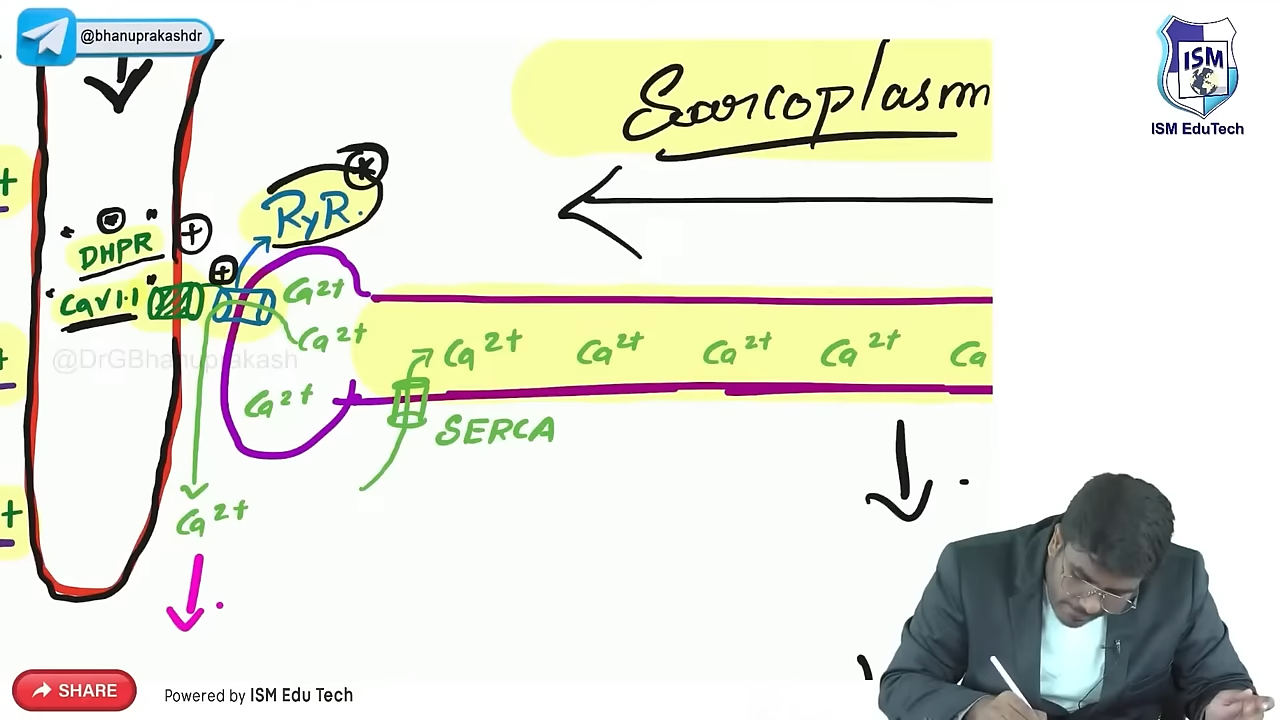 @bhanuprakashdr
ISM
ISM EduTech
Sarcoplasm
+
RyR.
"DHPR"
+
+
"CaV1.1"
Ca2+
Ca2+
Ca2+
Ca2+ Ca2+ Ca2+ Ca2+ Ca
@DrGBhanuprakash
+
SERCA
+
Ca2+
SHARE
Powered by ISM Edu Tech